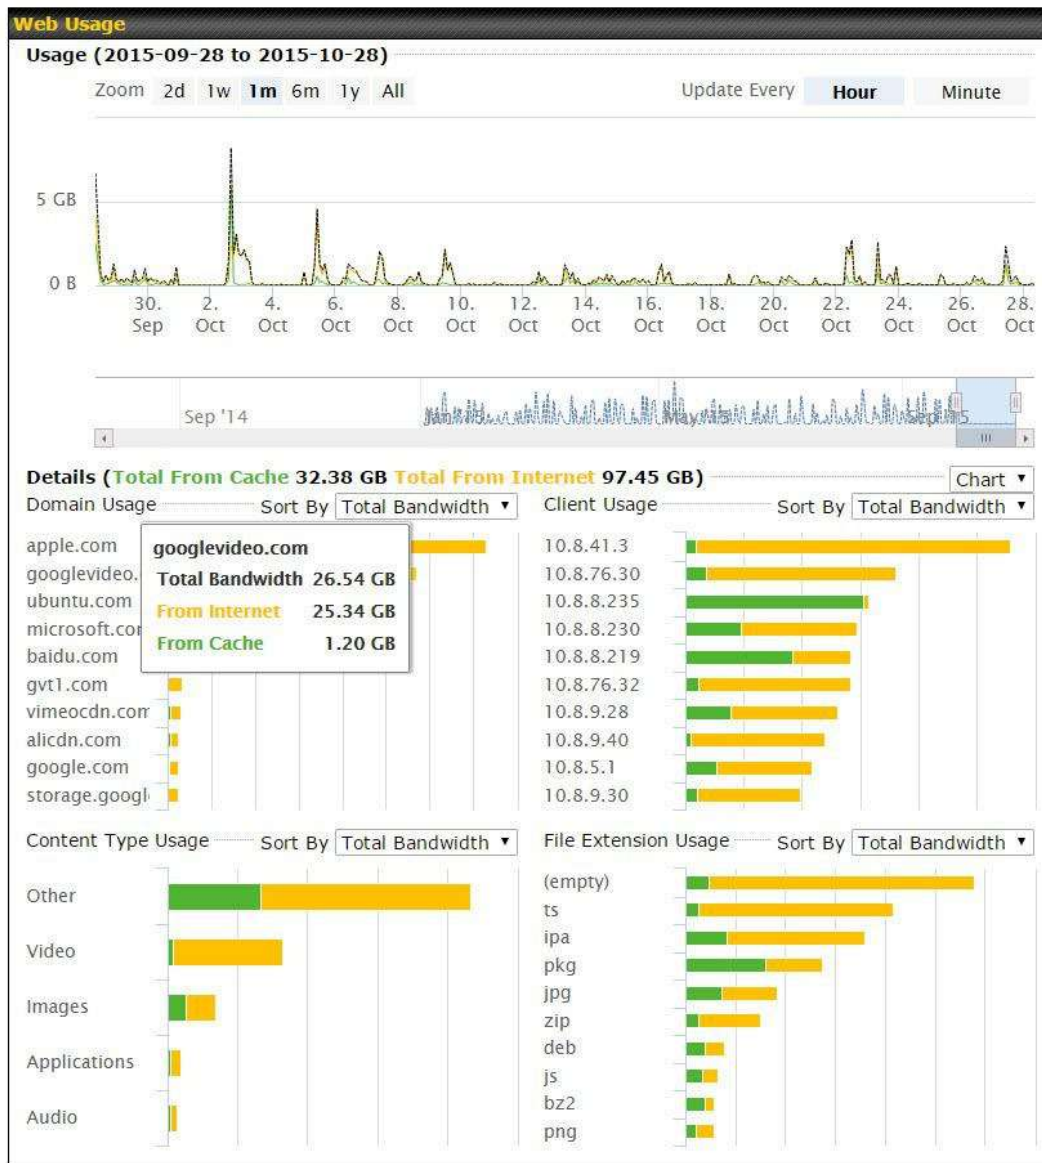 Web Usage
Usage (2015-09-28 to 2015-10-28)
Zoom 2d 1w 1m 6m 1y All Update Every Hour Minute
5 GB
0 B
30. Sep 2. Oct 4. Oct 6. Oct 8. Oct 10. Oct 12. Oct 14. Oct 16. Oct 18. Oct 20. Oct 22. Oct 24. Oct 26. Oct 28. Oct
Sep '14 Sep '15
Details (Total From Cache 32.38 GB Total From Internet 97.45 GB) Chart
Domain Usage Sort By Total Bandwidth
apple.com
googlevideo.
ubuntu.com
microsoft.cor
baidu.com
gvt1.com
vimeocdn.com
alicdn.com
google.com
storage.googl
googlevideo.com
Total Bandwidth 26.54 GB
From Internet 25.34 GB
From Cache 1.20 GB
Client Usage Sort By Total Bandwidth
10.8.41.3
10.8.76.30
10.8.8.235
10.8.8.230
10.8.8.219
10.8.76.32
10.8.9.28
10.8.9.40
10.8.5.1
10.8.9.30
Content Type Usage Sort By Total Bandwidth
Other
Video
Images
Applications
Audio
File Extension Usage Sort By Total Bandwidth
(empty)
ts
ipa
pkg
jpg
zip
deb
js
bz2
png